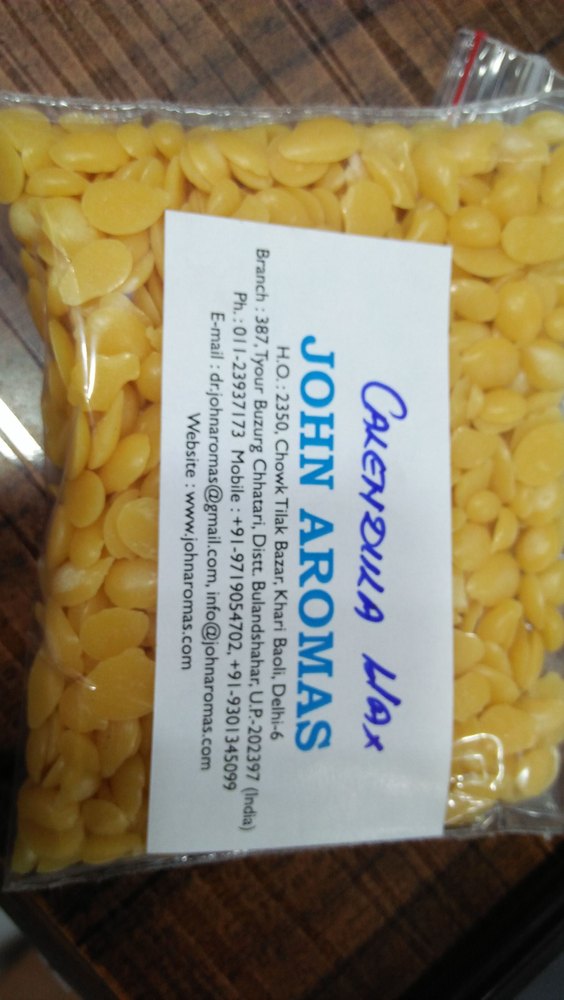 CALENDULA WAX
JOHN AROMAS
H.O. : 2350, Chowk Tilak Bazar, Khari Baoli, Delhi-6
Branch : 387, Tyour Buzurg Chhatari, Distt. Bulandshahar, U.P.-202397 (India)
Ph. : 011-23937173 Mobile : +91-9719054702, +91-9301345099
E-mail : dr.johnaromas@gmail.com, info@johnaromas.com
Website : www.johnaromas.com